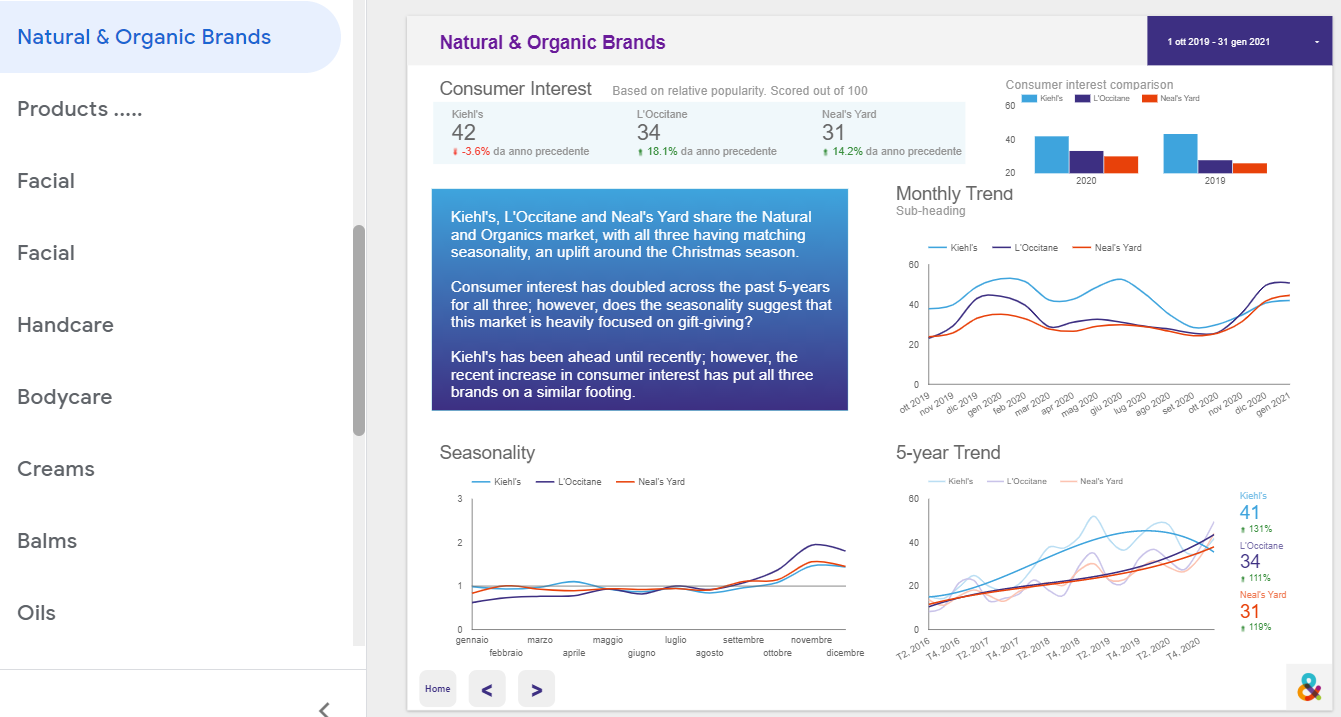 Natural & Organic Brands
Products .....
Facial
Facial
Handcare
Bodycare
Creams
Balms
Oils
Natural & Organic Brands
1 ott 2019 - 31 gen 2021
Consumer Interest Based on relative popularity. Scored out of 100
Kiehl's
42
-3.6% da anno precedente
L'Occitane
34
18.1% da anno precedente
Neal's Yard
31
14.2% da anno precedente
Consumer interest comparison
Kiehl's L'Occitane Neal's Yard
60
40
20
2020 2019
Kiehl's, L'Occitane and Neal's Yard share the Natural
and Organics market, with all three having matching
seasonality, an uplift around the Christmas season.
Consumer interest has doubled across the past 5-years
for all three; however, does the seasonality suggest that
this market is heavily focused on gift-giving?
Kiehl's has been ahead until recently; however, the
recent increase in consumer interest has put all three
brands on a similar footing.
Monthly Trend
Sub-heading
Kiehl's L'Occitane Neal's Yard
60
40
20
0
ott 2019 nov 2019 dic 2019 gen 2020 feb 2020 mar 2020 apr 2020 mag 2020 giu 2020 lug 2020 ago 2020 set 2020 ott 2020 nov 2020 dic 2020 gen 2021
Seasonality
Kiehl's L'Occitane Neal's Yard
3
2
1
0
gennaio marzo maggio luglio settembre novembre
febbraio aprile giugno agosto ottobre dicembre
5-year Trend
Kiehl's L'Occitane Neal's Yard
60
40
20
0
T2, 2016 T4, 2016 T2, 2017 T4, 2017 T2, 2018 T4, 2018 T2, 2019 T4, 2019 T2, 2020 T4, 2020
Kiehl's
41
131%
L'Occitane
34
111%
Neal's Yard
31
119%
Home < >
&